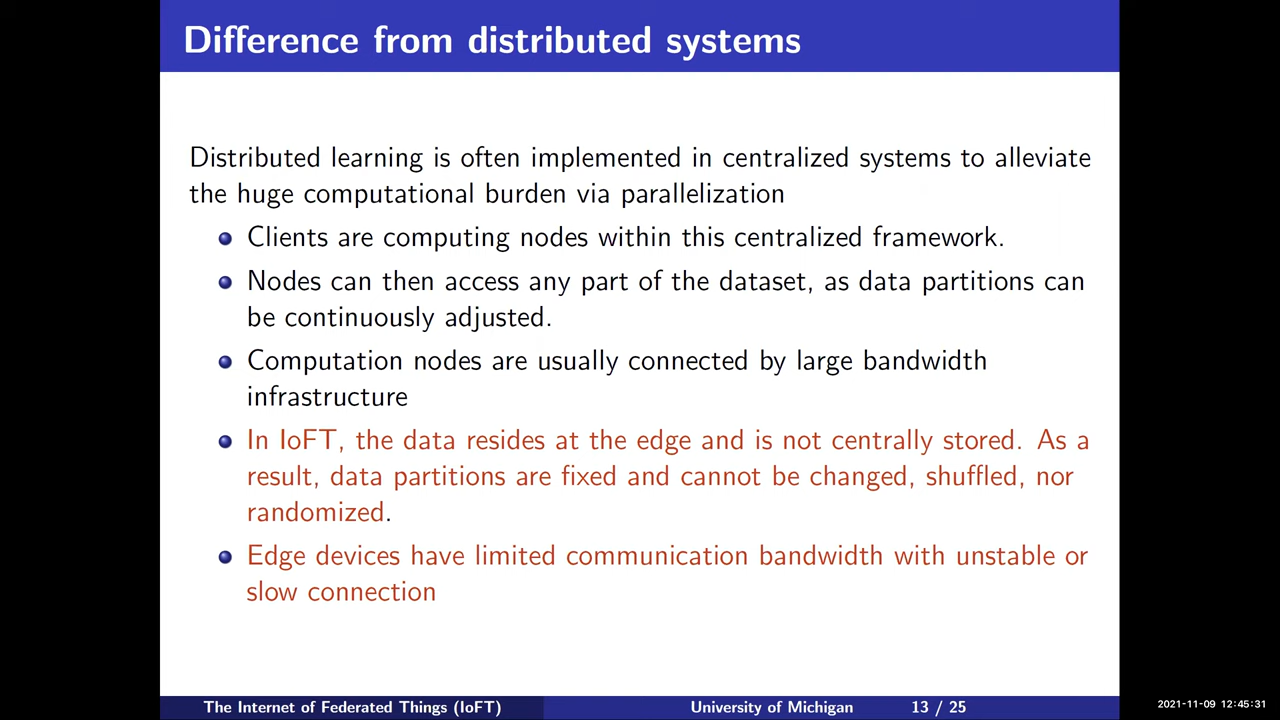 Difference from distributed systems
Distributed learning is often implemented in centralized systems to alleviate
the huge computational burden via parallelization
Clients are computing nodes within this centralized framework.
Nodes can then access any part of the dataset, as data partitions can
be continuously adjusted.
Computation nodes are usually connected by large bandwidth
infrastructure
In IoFT, the data resides at the edge and is not centrally stored. As a
result, data partitions are fixed and cannot be changed, shuffled, nor
randomized.
Edge devices have limited communication bandwidth with unstable or
slow connection
The Internet of Federated Things (IoFT)
University of Michigan
13 / 25
2021-11-09 12:45:31